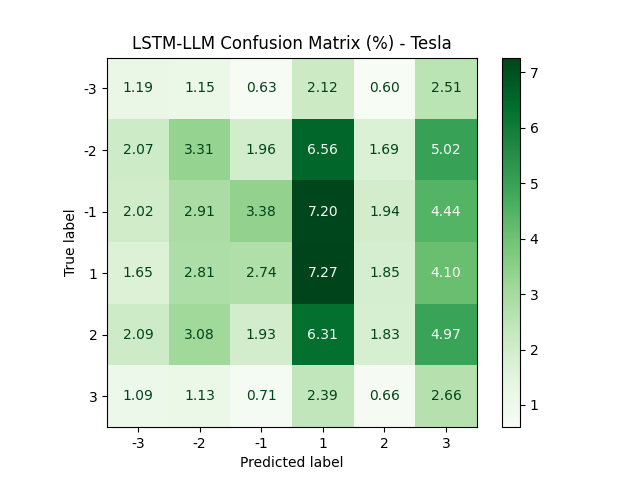 LSTM-LLM Confusion Matrix (%) - Tesla
True label
-3 1.19 1.15 0.63 2.12 0.60 2.51
-2 2.07 3.31 1.96 6.56 1.69 5.02
-1 2.02 2.91 3.38 7.20 1.94 4.44
1 1.65 2.81 2.74 7.27 1.85 4.10
2 2.09 3.08 1.93 6.31 1.83 4.97
3 1.09 1.13 0.71 2.39 0.66 2.66
-3 -2 -1 1 2 3
Predicted label
7
6
5
4
3
2
1